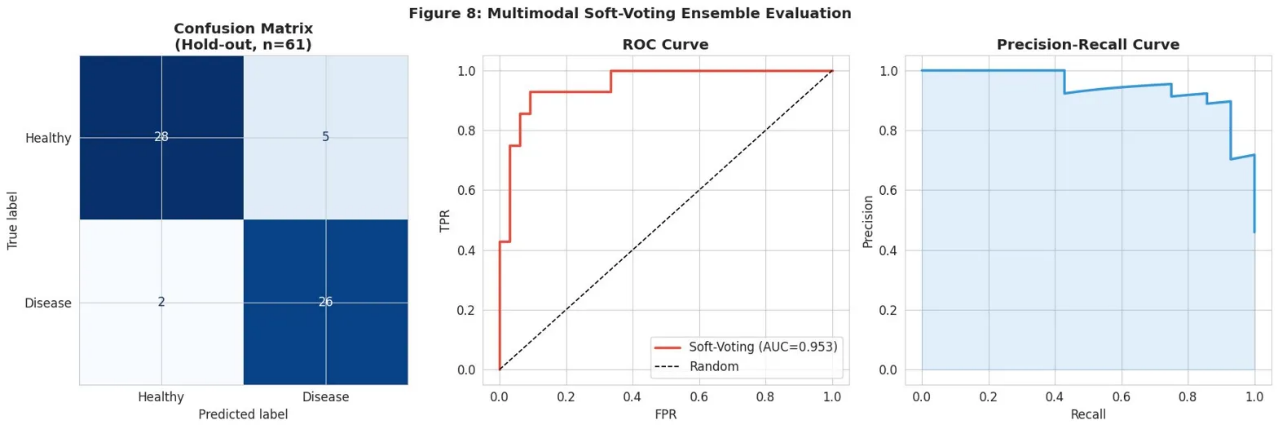 Figure 8: Multimodal Soft-Voting Ensemble Evaluation
Confusion Matrix
(Hold-out, n=61)
True label
Healthy
Disease
28
5
2
26
Healthy
Disease
Predicted label
ROC Curve
TPR
1.0
0.8
0.6
0.4
0.2
0.0
Soft-Voting (AUC=0.953)
Random
0.0
0.2
0.4
0.6
0.8
1.0
FPR
Precision-Recall Curve
Precision
1.0
0.8
0.6
0.4
0.2
0.0
0.0
0.2
0.4
0.6
0.8
1.0
Recall